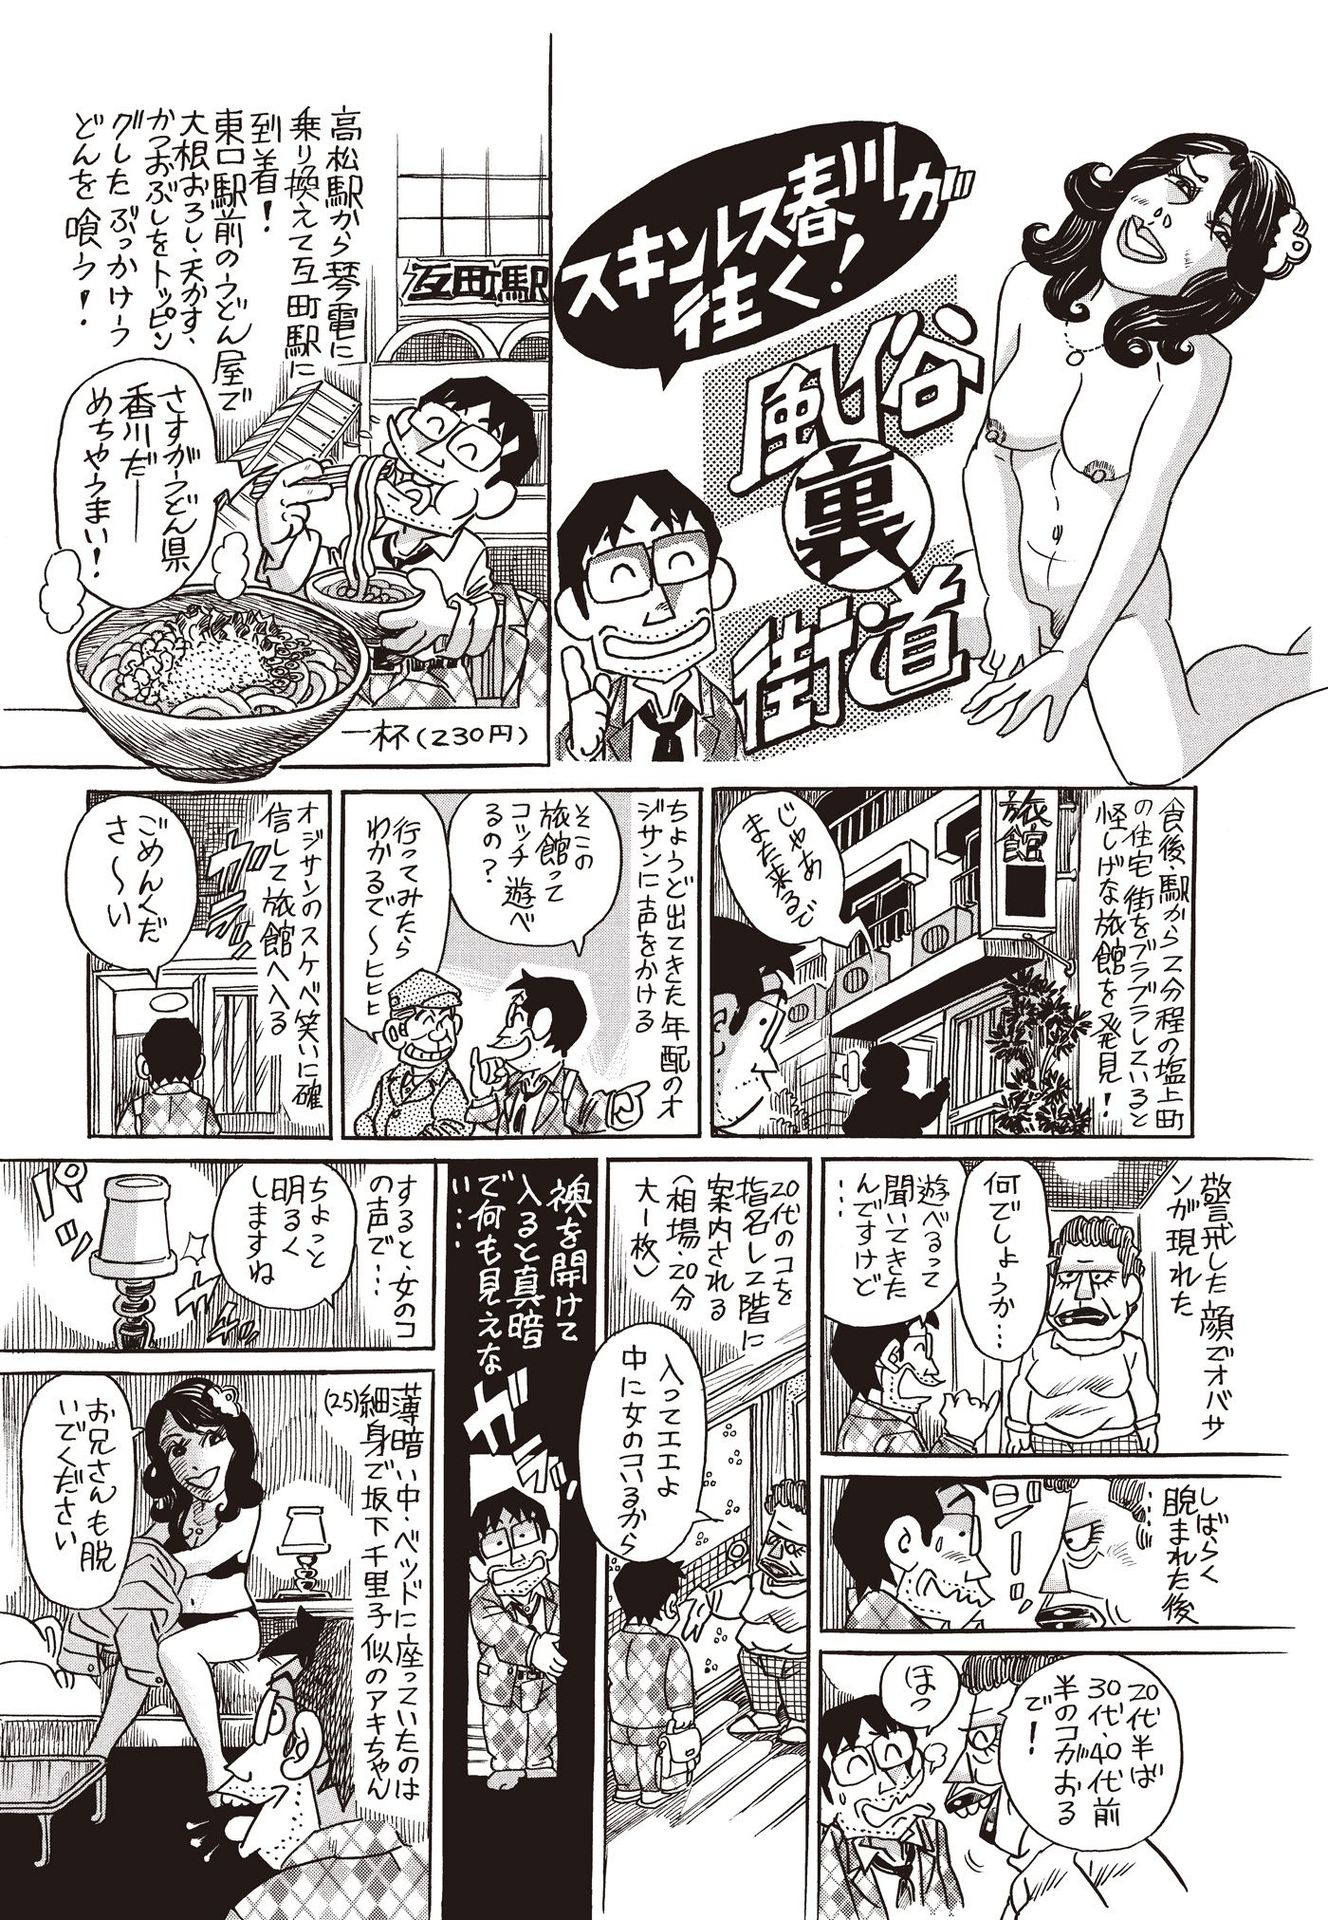 スキンレス春川が
往く！
風俗
裏
街道
高松駅から琴電に
乗り換えて瓦町駅に
到着！
東口駅前のうどん屋で
大根おろし、天かす、
かつおぶしをトッピン
グした ぶっかけうど
んを喰う！
瓦町駅
さすがうどん県
香川だー
めちゃうまい！
一杯（230円）
食後、駅から2分程の塩上町
の住宅街をブラブラしていると
怪しげな旅館を発見！
旅館
じゃあ
また来るで
ちょうど出てきた年配のオ
ジサンに声をかける
そこの
旅館って
コッチ遊べ
るの？
行ってみたら
わかるで〜ヒヒヒ
オジサンのスケベ笑いに確
信して旅館へ入る
ガラガラ
ごめんくだ
さ〜い
警戒した顔でオバサ
ンが現れた
何でしょうか…
遊べるって
聞いてきた
んですけど
…
しばらく
睨まれた後
…
ジーッ
20代半ば
30代・40代前
半のコがおる
で！
ほっ
20代のコを
指名して2階に
案内される
（相場・20分
大一枚）
入ってエエよ
中に女のコいるから
襖を開けて
入ると真暗
で何も見えな
い…
ガラッ
すると、女のコ
の声で…
ちょっと
明るく
しますね
パッ
薄暗い中・ベッドに座っていたのは
細身で坂下千里子似のアキちゃん
（25）
お兄さんも脱
いでください